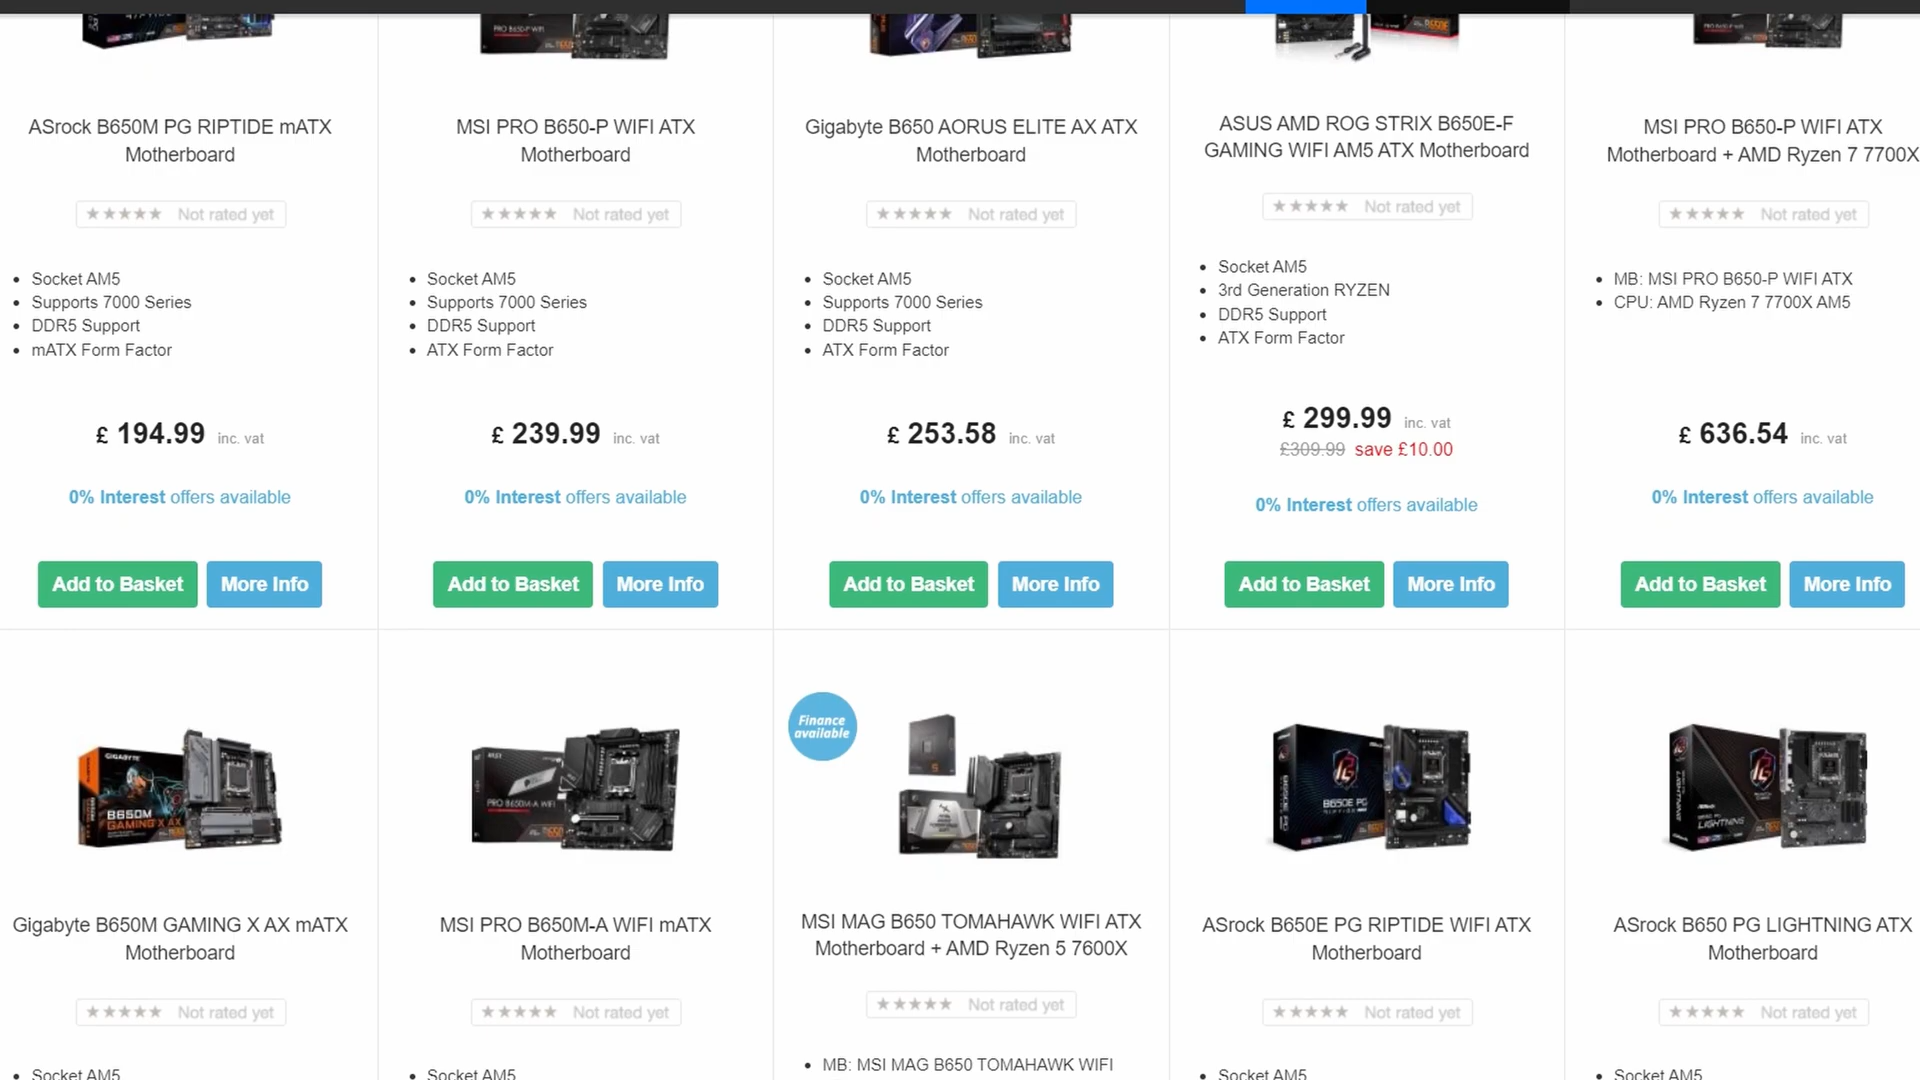 ASrock B650M PG RIPTIDE mATX
Motherboard
Not rated yet
Socket AM5
Supports 7000 Series
DDR5 Support
mATX Form Factor
£ 194.99 inc. vat
0% Interest offers available
Add to Basket More Info
MSI PRO B650-P WIFI ATX
Motherboard
Not rated yet
Socket AM5
Supports 7000 Series
DDR5 Support
ATX Form Factor
£ 239.99 inc. vat
0% Interest offers available
Add to Basket More Info
Gigabyte B650 AORUS ELITE AX ATX
Motherboard
Not rated yet
Socket AM5
Supports 7000 Series
DDR5 Support
ATX Form Factor
£ 253.58 inc. vat
0% Interest offers available
Add to Basket More Info
ASUS AMD ROG STRIX B650E-F
GAMING WIFI AM5 ATX Motherboard
Not rated yet
Socket AM5
3rd Generation RYZEN
DDR5 Support
ATX Form Factor
£ 299.99 inc. vat
£309.99 save £10.00
0% Interest offers available
Add to Basket More Info
MSI PRO B650-P WIFI ATX
Motherboard + AMD Ryzen 7 7700X
Not rated yet
MB: MSI PRO B650-P WIFI ATX
CPU: AMD Ryzen 7 7700X AM5
£ 636.54 inc. vat
0% Interest offers available
Add to Basket More Info
GIGABYTE
B650M
GAMING X AX
Gigabyte B650M GAMING X AX mATX
Motherboard
Not rated yet
Socket AM5
PRO B650M-A WIFI
MSI PRO B650M-A WIFI mATX
Motherboard
Not rated yet
Socket AM5
Finance
available
MSI MAG B650 TOMAHAWK WIFI ATX
Motherboard + AMD Ryzen 5 7600X
Not rated yet
MB: MSI MAG B650 TOMAHAWK WIFI
B650E PG
ASrock B650E PG RIPTIDE WIFI ATX
Motherboard
Not rated yet
Socket AM5
LIGHTNING
ASrock B650 PG LIGHTNING ATX
Motherboard
Not rated yet
Socket AM5